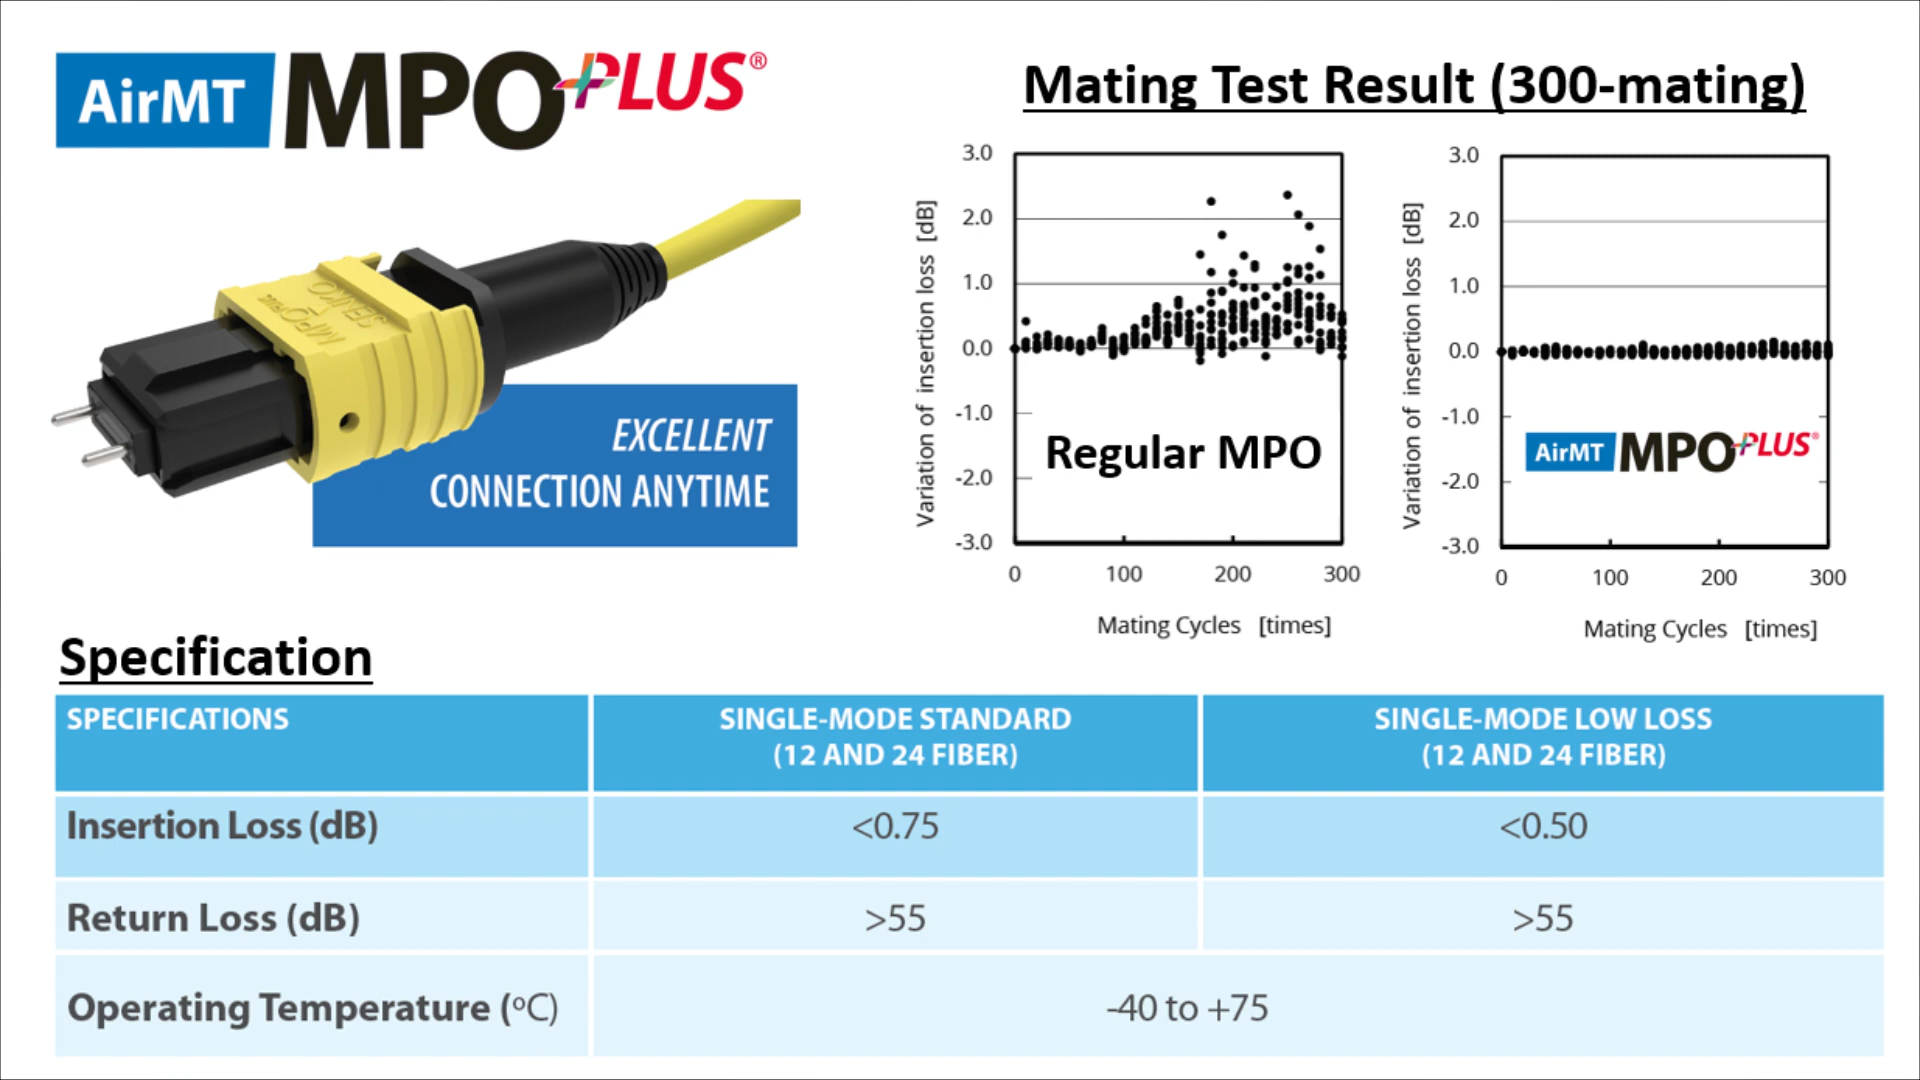 AirMT MPO PLUS®
MPO PLUS
SENKO
EXCELLENT
CONNECTION ANYTIME
Mating Test Result (300-mating)
Variation of insertion loss [dB]
3.0
2.0
1.0
0.0
-1.0
-2.0
-3.0
Regular MPO
0 100 200 300
Mating Cycles [times]
Variation of insertion loss [dB]
3.0
2.0
1.0
0.0
-1.0
-2.0
-3.0
AirMT MPO PLUS®
0 100 200 300
Mating Cycles [times]
Specification
SPECIFICATIONS
SINGLE-MODE STANDARD
(12 AND 24 FIBER)
SINGLE-MODE LOW LOSS
(12 AND 24 FIBER)
Insertion Loss (dB) <0.75 <0.50
Return Loss (dB) >55 >55
Operating Temperature (ºC) -40 to +75